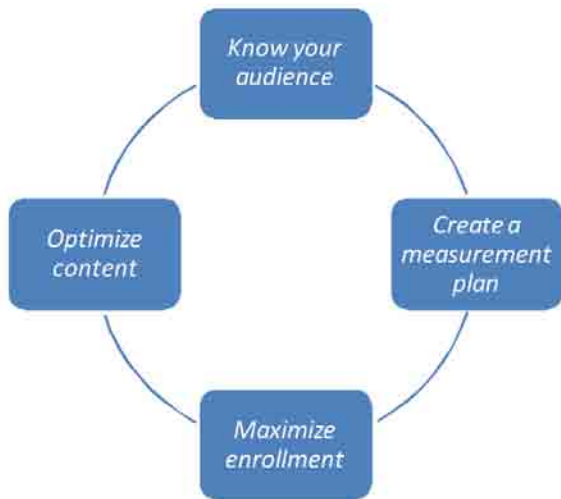 Know your
audience
Create a
measurement
plan
Maximize
enrollment
Optimize
content